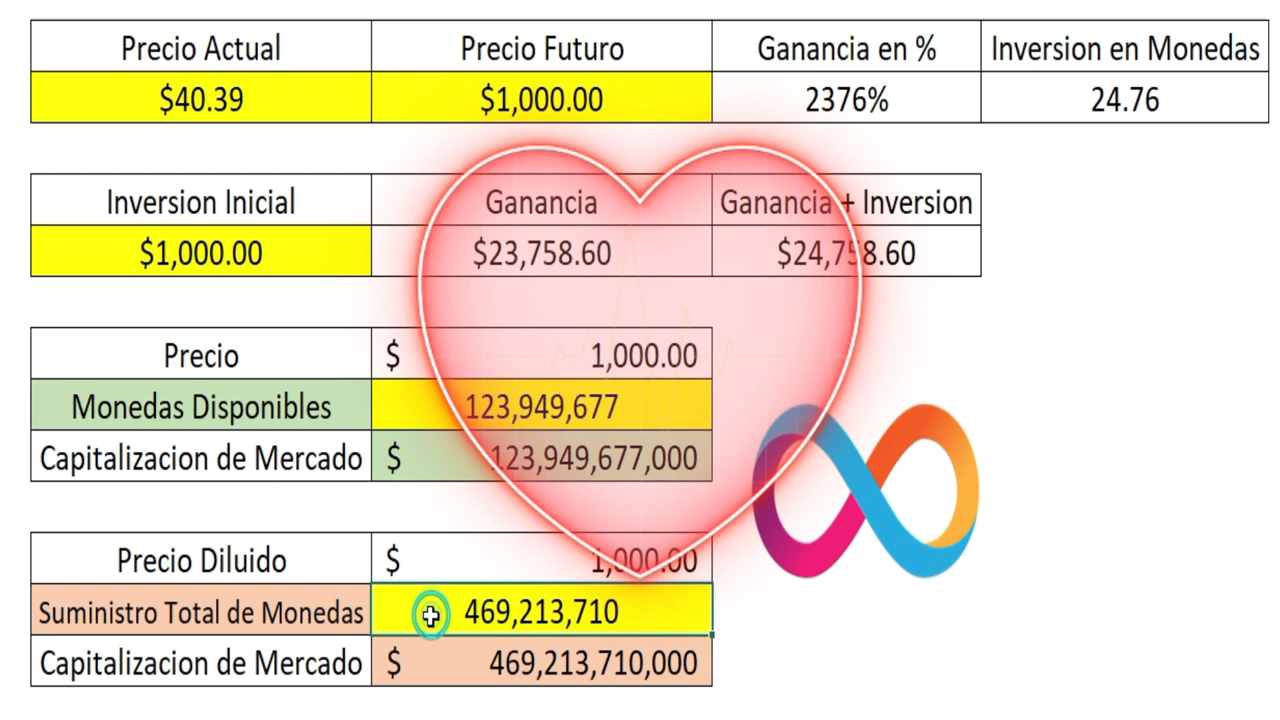 Precio Actual Precio Futuro Ganancia en % Inversion en Monedas
$40.39 $1,000.00 2376% 24.76
Inversion Inicial Ganancia Ganancia + Inversion
$1,000.00 $23,758.60 $24,758.60
Precio $ 1,000.00
Monedas Disponibles 123,949,677
Capitalizacion de Mercado $ 123,949,677,000
Precio Diluido $ 1,000.00
Suministro Total de Monedas 469,213,710
Capitalizacion de Mercado $ 469,213,710,000